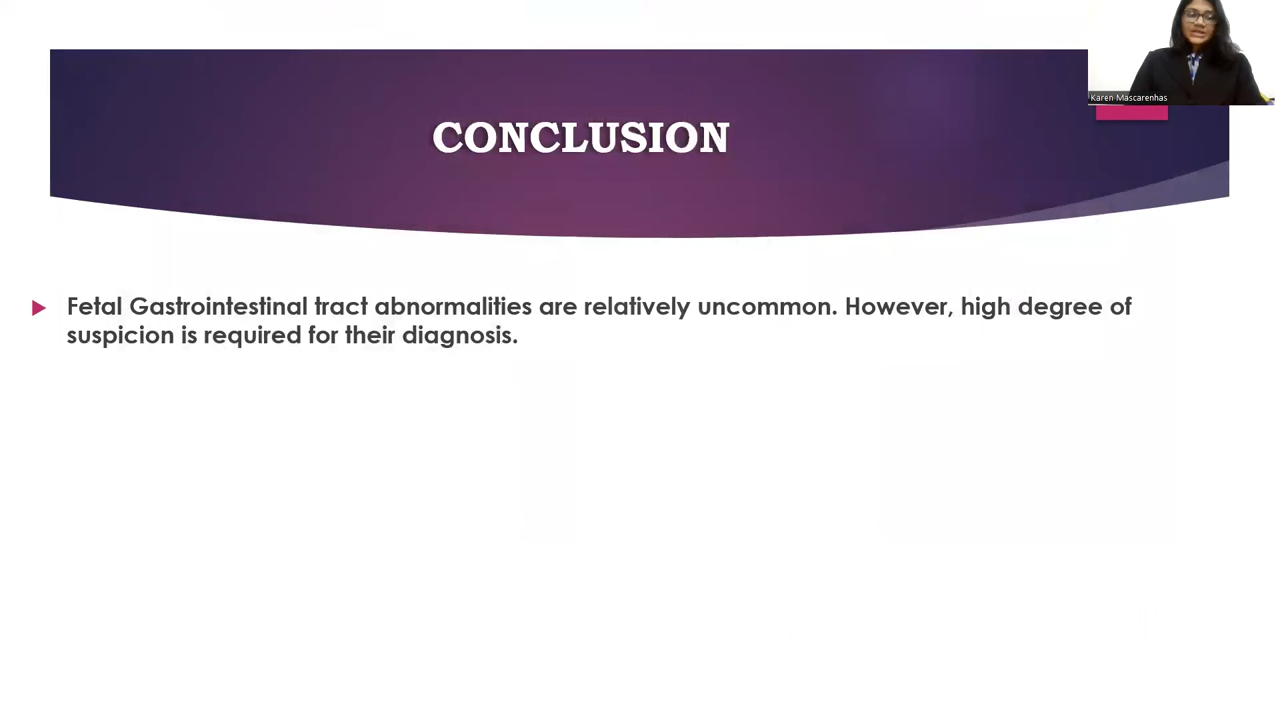 Karen Mascarenhas
CONCLUSION
Fetal Gastrointestinal tract abnormalities are relatively uncommon. However, high degree of
suspicion is required for their diagnosis.